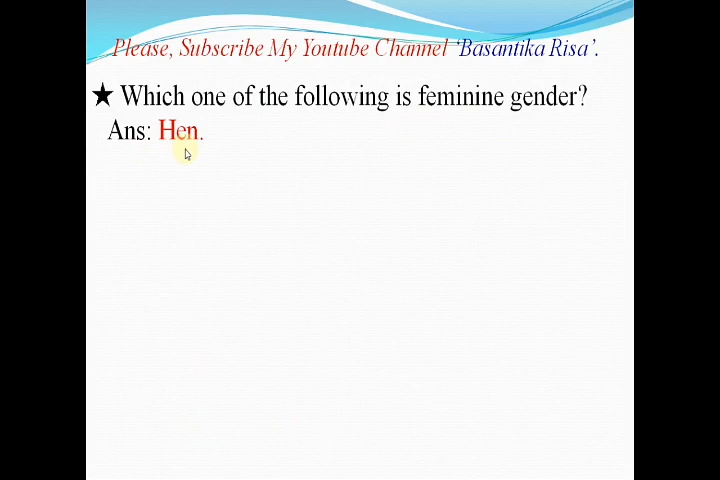 Please, Subscribe My Youtube Channel ‘Basantika Risa’.
★ Which one of the following is feminine gender?
Ans: Hen.